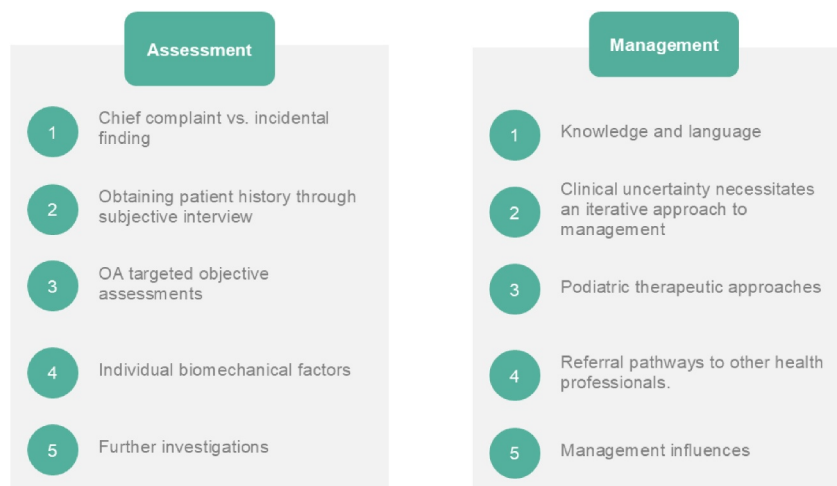 Assessment
1
Chief complaint vs. incidental
finding
2
Obtaining patient history through
subjective interview
3
OA targeted objective
assessments
4
Individual biomechanical factors
5
Further investigations
Management
1
Knowledge and language
2
Clinical uncertainty necessitates
an iterative approach to
management
3
Podiatric therapeutic approaches
4
Referral pathways to other health
professionals.
5
Management influences